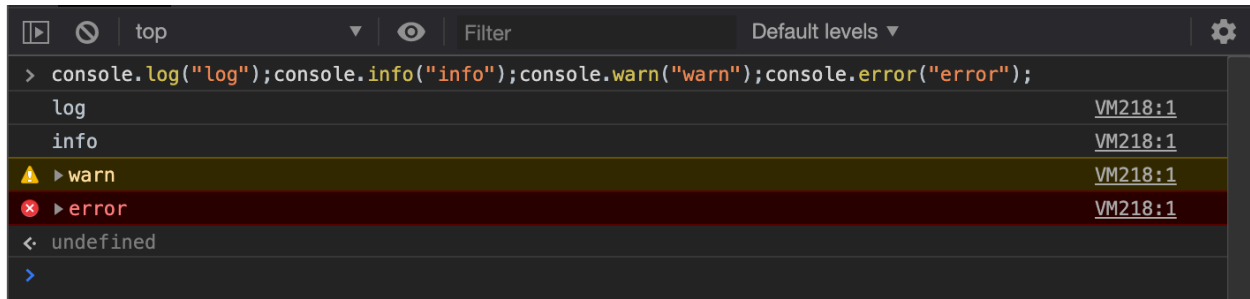 top Filter Default levels
console.log("log");console.info("info");console.warn("warn");console.error("error");
log VM218:1
info VM218:1
warn VM218:1
error VM218:1
undefined